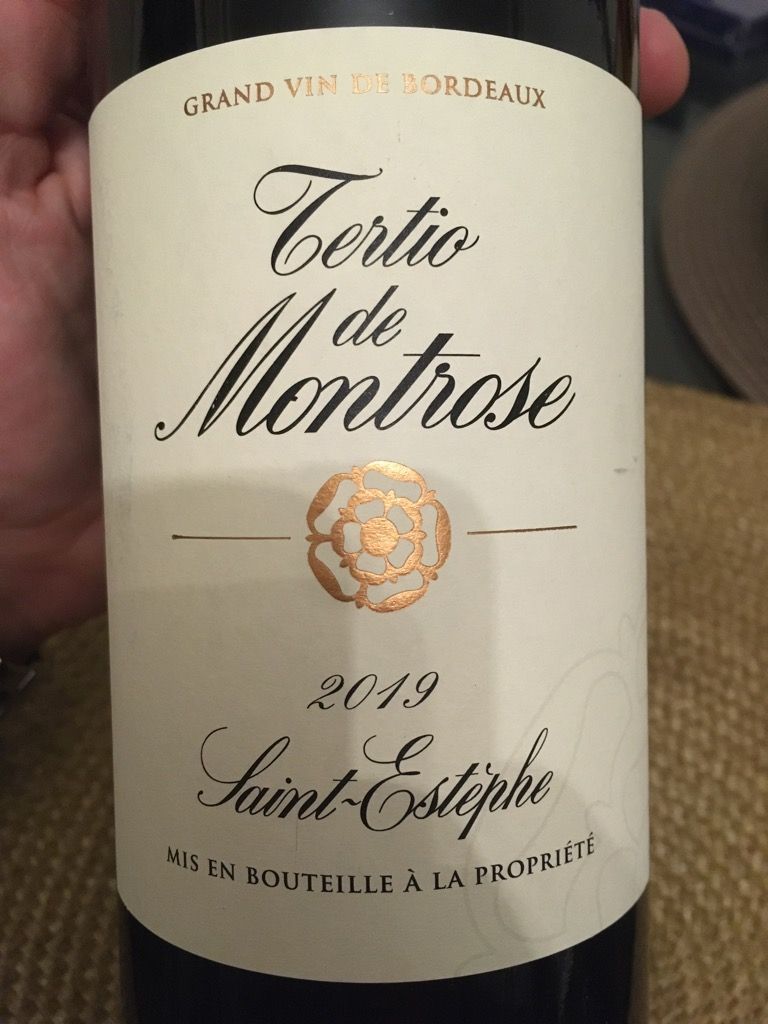 GRAND VIN DE BORDEAUX
Tertio
de
Montrose
2019
Saint-Estèphe
MIS EN BOUTEILLE À LA PROPRIÉTÉ